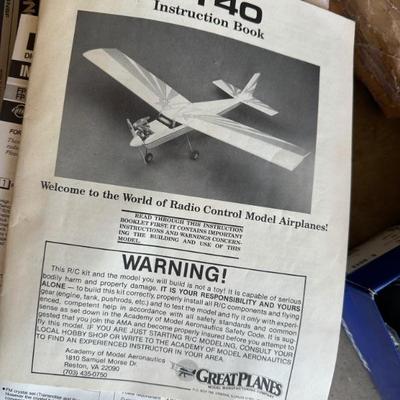 T40
Instruction Book
Welcome to the World of Radio Control Model Airplanes!
READ THROUGH THIS INSTRUCTION
BOOKLET FIRST. IT CONTAINS IMPORTANT
INSTRUCTIONS AND WARNINGS CONCERN-
ING THE BUILDING AND USE OF THIS
MODEL.
WARNING!
This R/C kit and the model you will build is not a toy! It is capable of serious
bodily harm and property damage. IT IS YOUR RESPONSIBILITY AND YOURS
ALONE — to build this kit correctly, properly install all R/C components and flying
gear (engine, tank, pushrods, etc.) and to test the model and fly it only with experi-
enced, competent help in accordance with all safety standards and common
sense as set down in the Academy of Model Aeronautics Safety Code. It is sug-
gested that you join the AMA and become properly insured before you attempt to
fly this model. IF YOU ARE JUST STARTING R/C MODELING, CONSULT YOUR
LOCAL HOBBY SHOP OR WRITE TO THE ACADEMY OF MODEL AERONAUTICS
TO FIND AN EXPERIENCED INSTRUCTOR IN YOUR AREA.
Academy of Model Aeronautics
1810 Samuel Morse Dr.
Reston, VA 22090
(703) 435-0750
GREAT PLANES
MODEL MANUFACTURING COMPANY